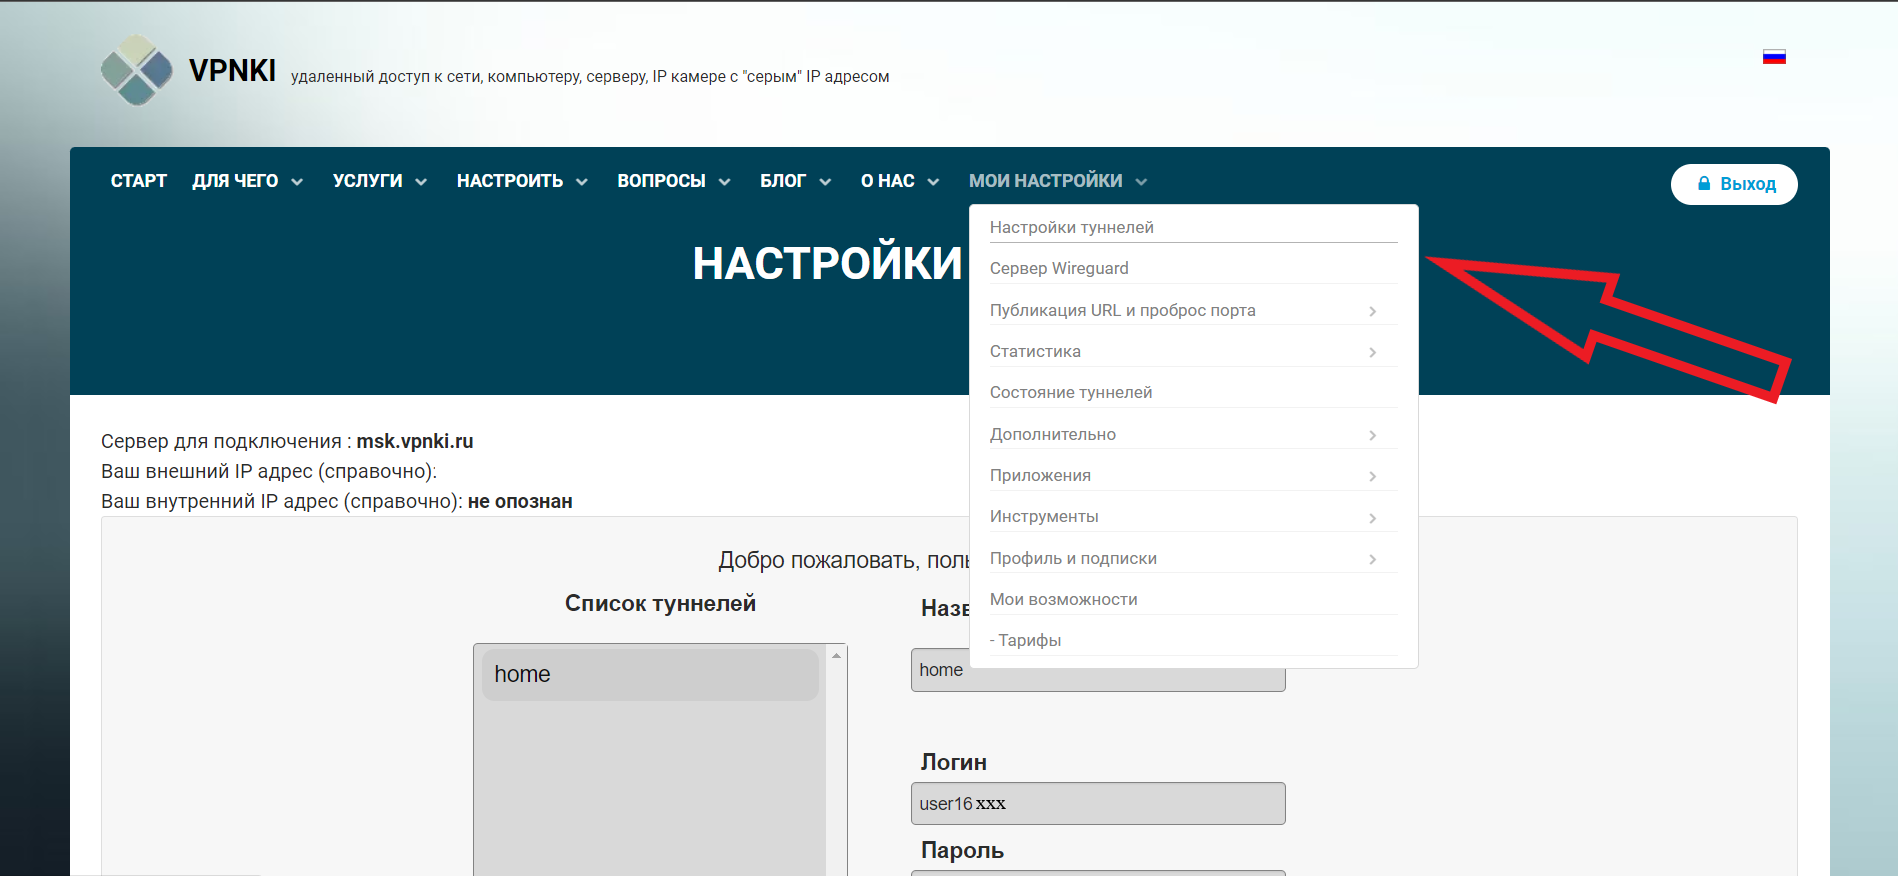 VPNKI удаленный доступ к сети, компьютеру, серверу, IP камере с "серым" IP адресом
СТАРТ ДЛЯ ЧЕГО УСЛУГИ НАСТРОИТЬ ВОПРОСЫ БЛОГ О НАС МОИ НАСТРОЙКИ Выход
НАСТРОЙКИ
Настройки туннелей
Сервер Wireguard
Публикация URL и проброс порта
Статистика
Состояние туннелей
Дополнительно
Приложения
Инструменты
Профиль и подписки
Мои возможности
- Тарифы
Сервер для подключения : msk.vpnki.ru
Ваш внешний IP адрес (справочно):
Ваш внутренний IP адрес (справочно): не опознан
Добро пожаловать,
Список туннелей
home
home
Логин
user16 xxx
Пароль